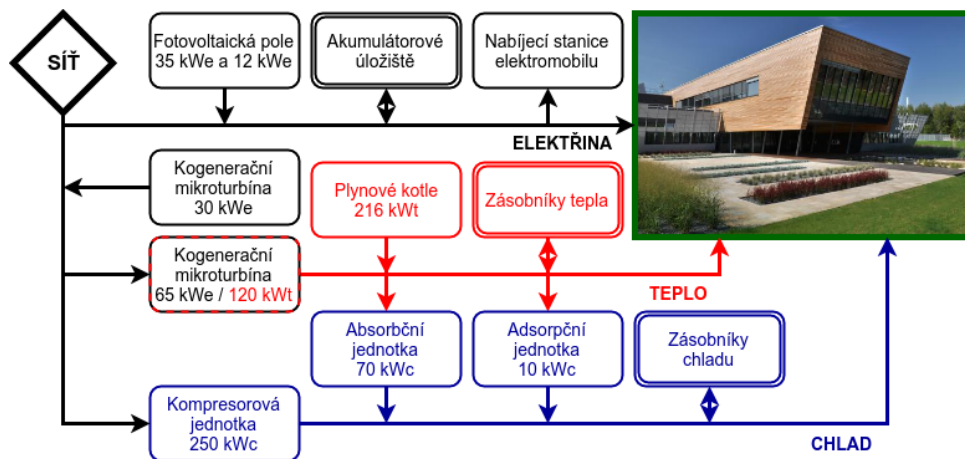 SÍŤ
Fotovoltaická pole
35 kWe a 12 kWe
Akumulátorové
úložiště
Nabíjecí stanice
elektromobilu
ELEKTŘINA
Kogenerační
mikroturbína
30 kWe
Plynové kotle
216 kWt
Zásobníky tepla
Kogenerační
mikroturbína
65 kWe / 120 kWt
TEPLO
Absorbční
jednotka
70 kWc
Adsorpční
jednotka
10 kWc
Zásobníky
chladu
Kompresorová
jednotka
250 kWc
CHLAD